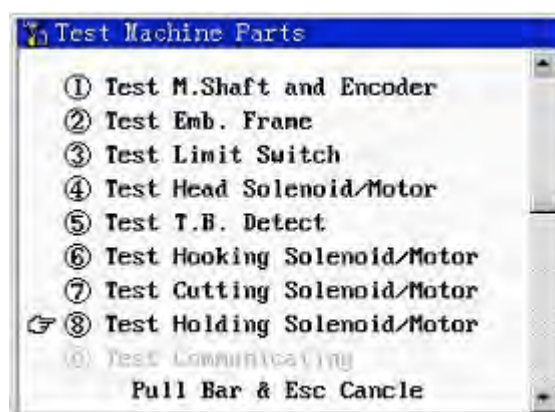 Test Machine Parts
① Test M.Shaft and Encoder
② Test Emb. Frame
③ Test Limit Switch
④ Test Head Solenoid/Motor
⑤ Test T.B. Detect
⑥ Test Hooking Solenoid/Motor
⑦ Test Cutting Solenoid/Motor
⑧ Test Holding Solenoid/Motor
Test Communicating
Pull Bar & Esc Cancle